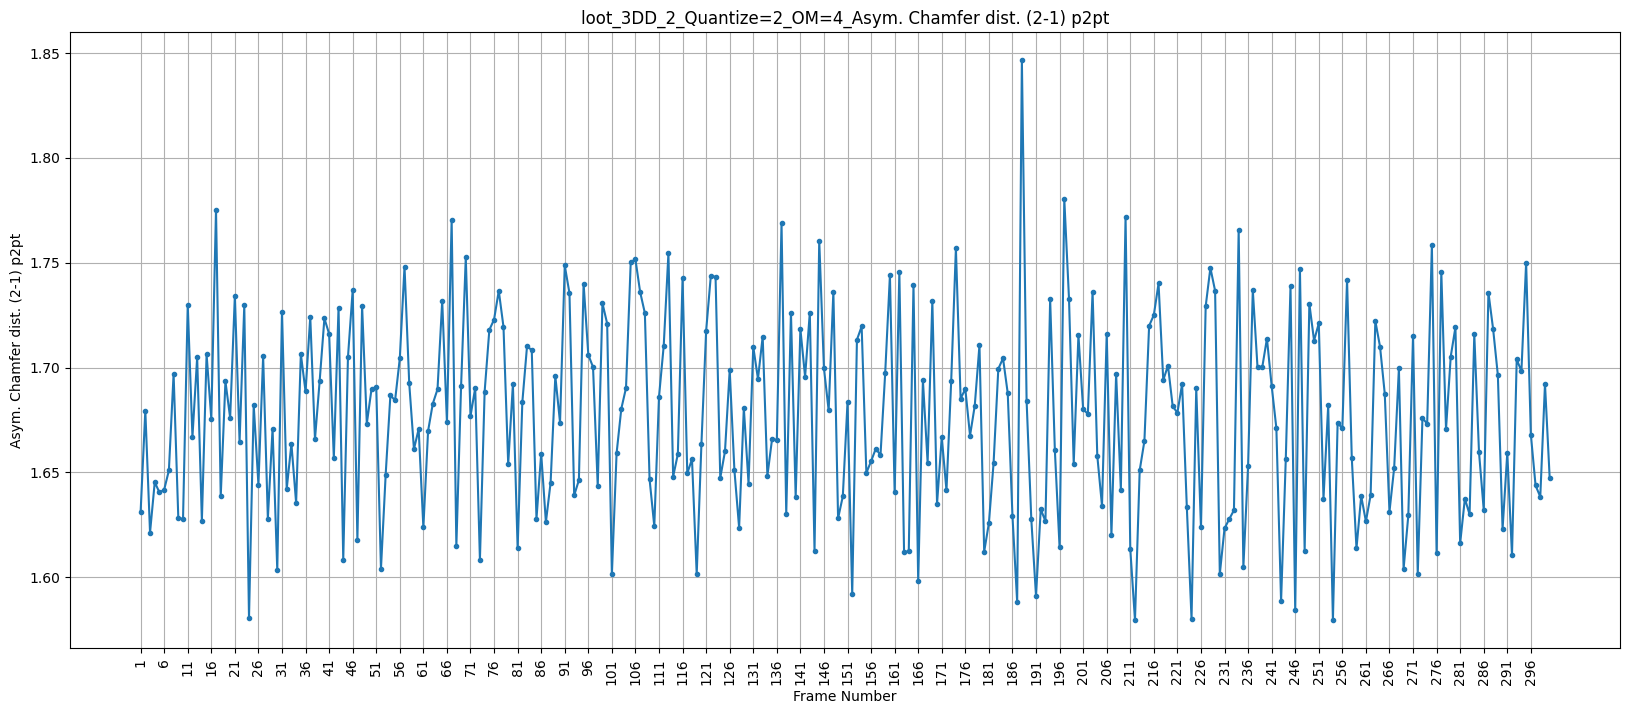 loot_3DD_2_Quantize=2_OM=4_Asym. Chamfer dist. (2-1) p2pt
Asym. Chamfer dist. (2-1) p2pt
1.85
1.80
1.75
1.70
1.65
1.60
1 6 11 16 21 26 31 36 41 46 51 56 61 66 71 76 81 86 91 96 101 106 111 116 121 126 131 136 141 146 151 156 161 166 171 176 181 186 191 196 201 206 211 216 221 226 231 236 241 246 251 256 261 266 271 276 281 286 291 296
Frame Number